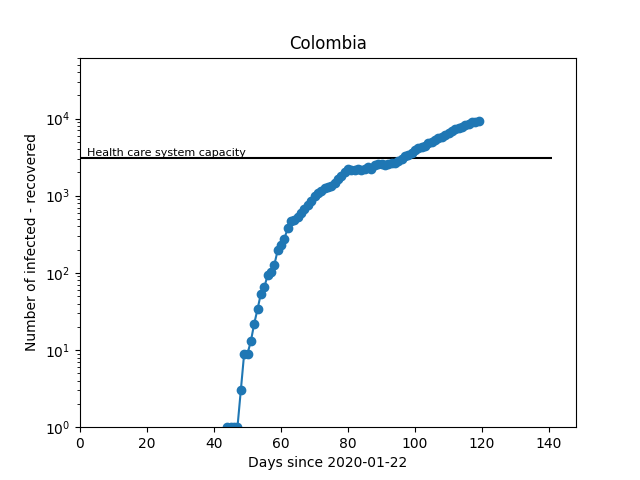 Colombia
Number of infected - recovered
10^4
10^3
10^2
10^1
10^0
Health care system capacity
0 20 40 60 80 100 120 140
Days since 2020-01-22